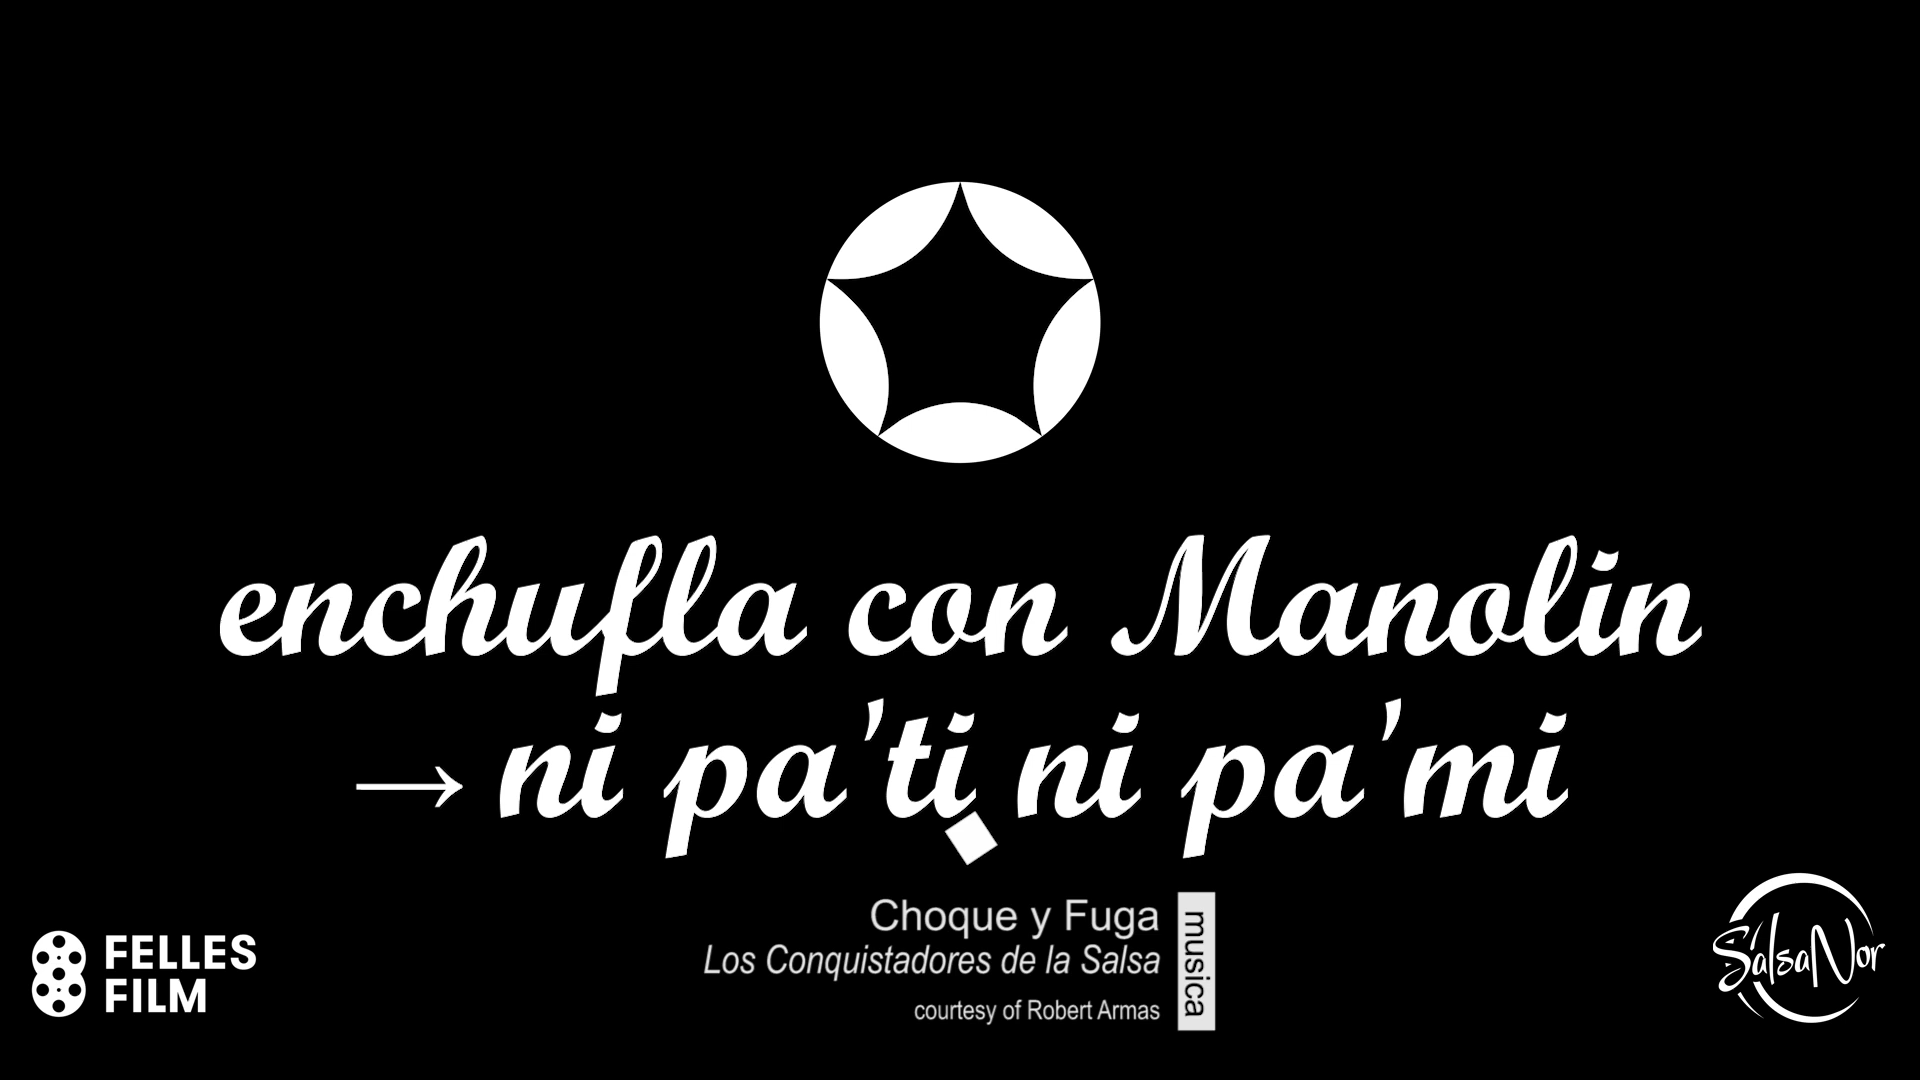 enchufla con Manolin
→ ni pa'ti ni pa'mi
Choque y Fuga
Los Conquistadores de la Salsa
courtesy of Robert Armas
musica
FELLES
FILM
SalsaNor